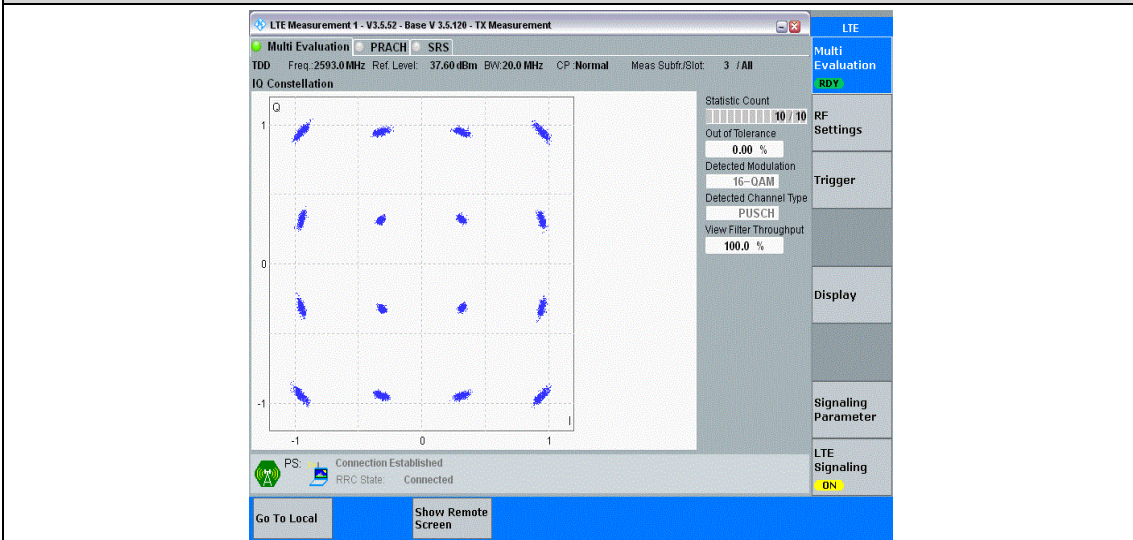 LTE Measurement 1 - V3.5.52 - Base V 3.5.120 - TX Measurement
LTE
Multi Evaluation PRACH SRS
Multi
Evaluation
RDY
TDD Freg.:2593.0 MHz Ref. Level: 37.60 dBm BW:20.0 MHz CP :Normal Meas Subfr./Slot: 3 / All
IQ Constellation
Q
1
0
-1
-1 0 1
I
Statistic Count
10 / 10
Out of Tolerance
0.00 %
Detected Modulation
16-QAM
Detected Channel Type
PUSCH
View Filter Throughput
100.0 %
RF
Settings
Trigger
Display
Signaling
Parameter
LTE
Signaling
ON
PS: Connection Established
RRC State: Connected
Go To Local
Show Remote
Screen